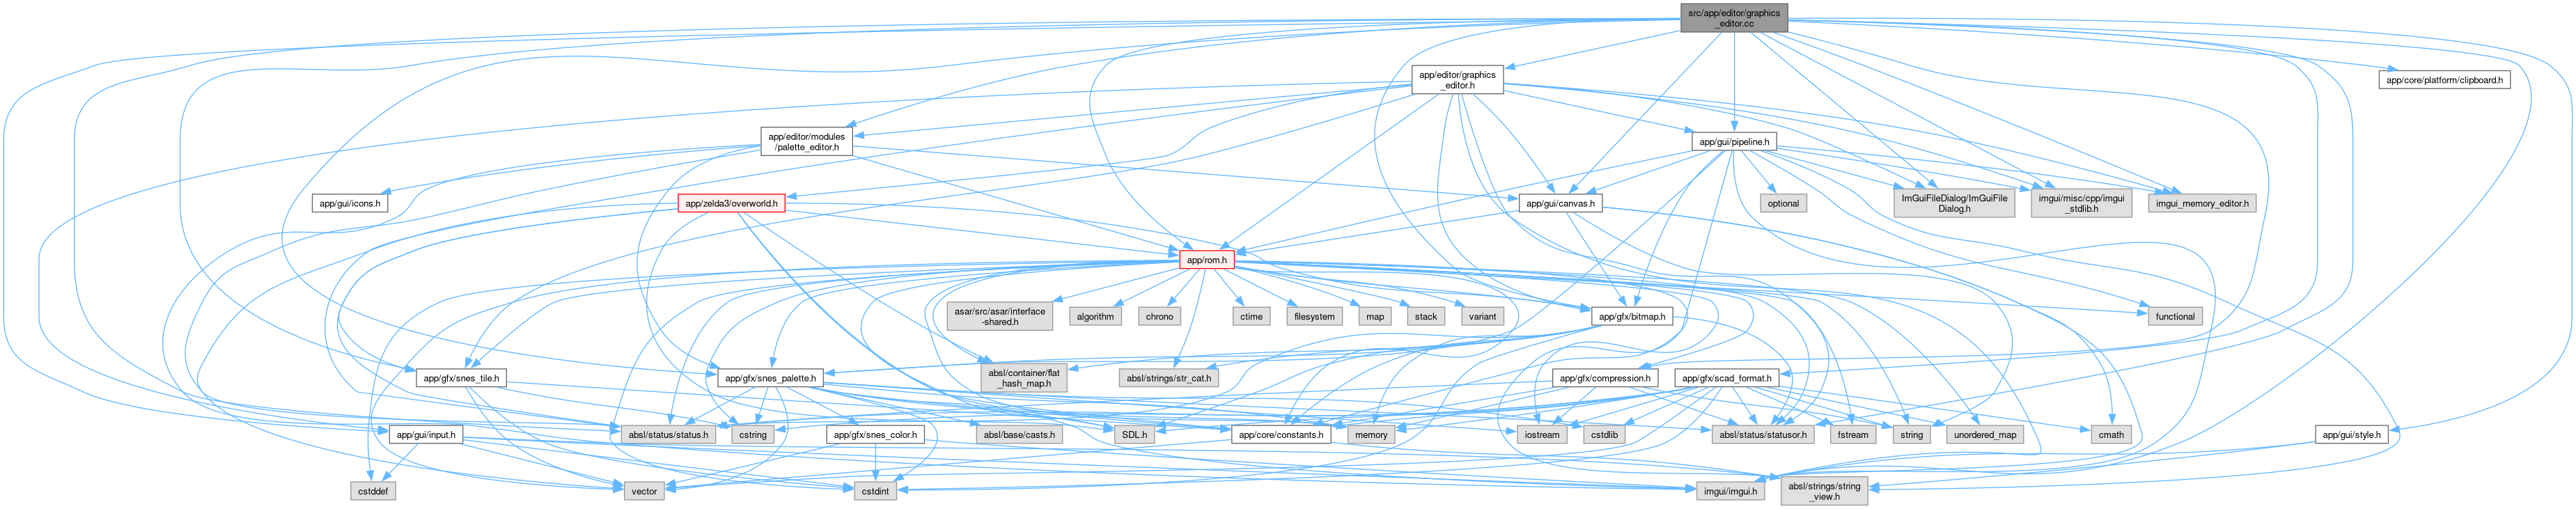 src/app/editor/graphics
_editor.cc
app/editor/graphics
_editor.h
app/core/platform/clipboard.h
app/editor/modules
/palette_editor.h
app/gui/pipeline.h
app/gui/icons.h
app/zelda3/overworld.h
app/gui/canvas.h
optional
ImGuiFileDialog/ImGuiFile
Dialog.h
imgui/misc/cpp/imgui
_stdlib.h
imgui_memory_editor.h
app/rom.h
asar/src/asar/interface
-shared.h
algorithm
chrono
ctime
filesystem
map
stack
variant
app/gfx/bitmap.h
functional
app/gfx/snes_tile.h
app/gfx/snes_palette.h
absl/container/flat
_hash_map.h
absl/strings/str_cat.h
app/gfx/compression.h
app/gfx/scad_format.h
app/gui/input.h
absl/status/status.h
cstring
app/gfx/snes_color.h
absl/base/casts.h
SDL.h
app/core/constants.h
memory
iostream
cstdlib
absl/status/statusor.h
fstream
string
unordered_map
cmath
app/gui/style.h
cstddef
vector
cstdint
imgui/imgui.h
absl/strings/string
_view.h